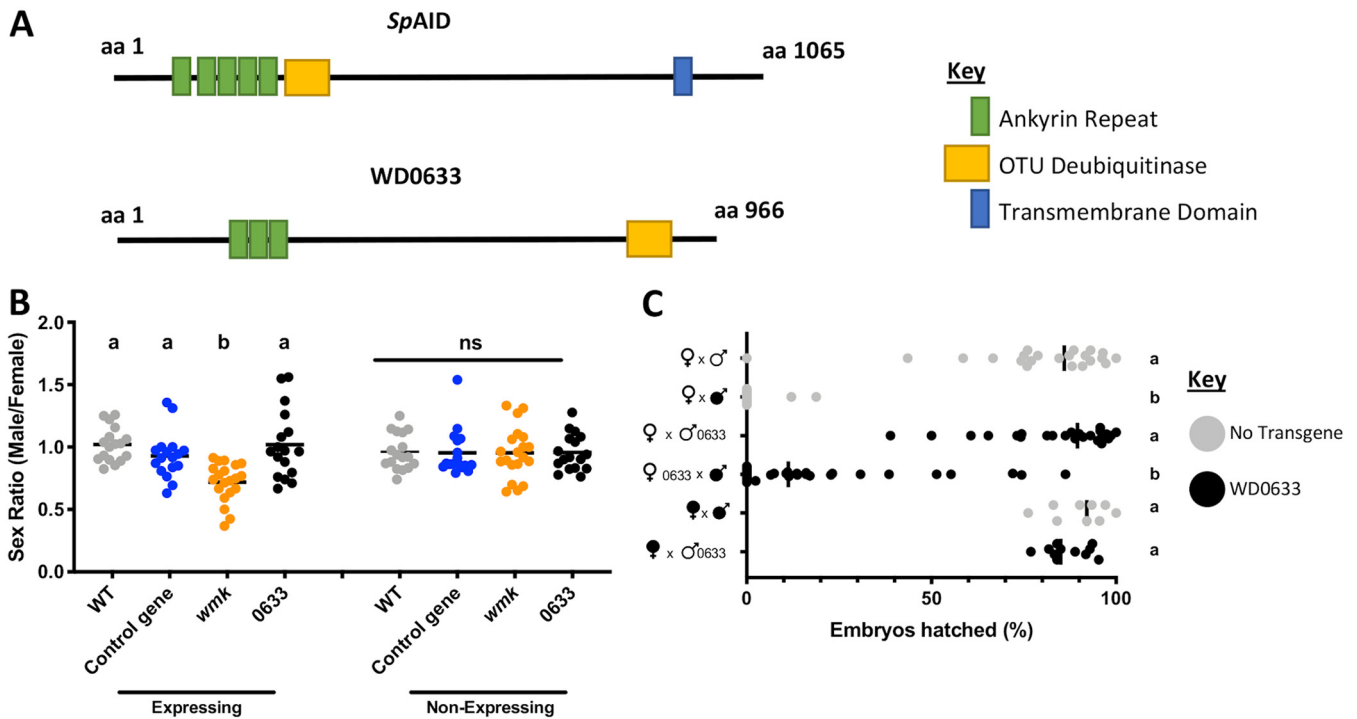 A
SpAID
aa 1
aa 1065
WD0633
aa 1
aa 966
Key
Ankyrin Repeat
OTU Deubiquitinase
Transmembrane Domain
B
Sex Ratio (Male/Female)
2.0
1.5
1.0
0.5
0.0
a a b a
ns
WT
Control gene
wmk
0633
WT
Control gene
wmk
0633
Expressing
Non-Expressing
C
♀ x ♂ a
♀ x ♂ b
♀ x ♂0633 a
♀0633 x ♂ b
♀ x ♂ a
♀ x ♂0633 a
0 50 100
Embryos hatched (%)
Key
No Transgene
WD0633